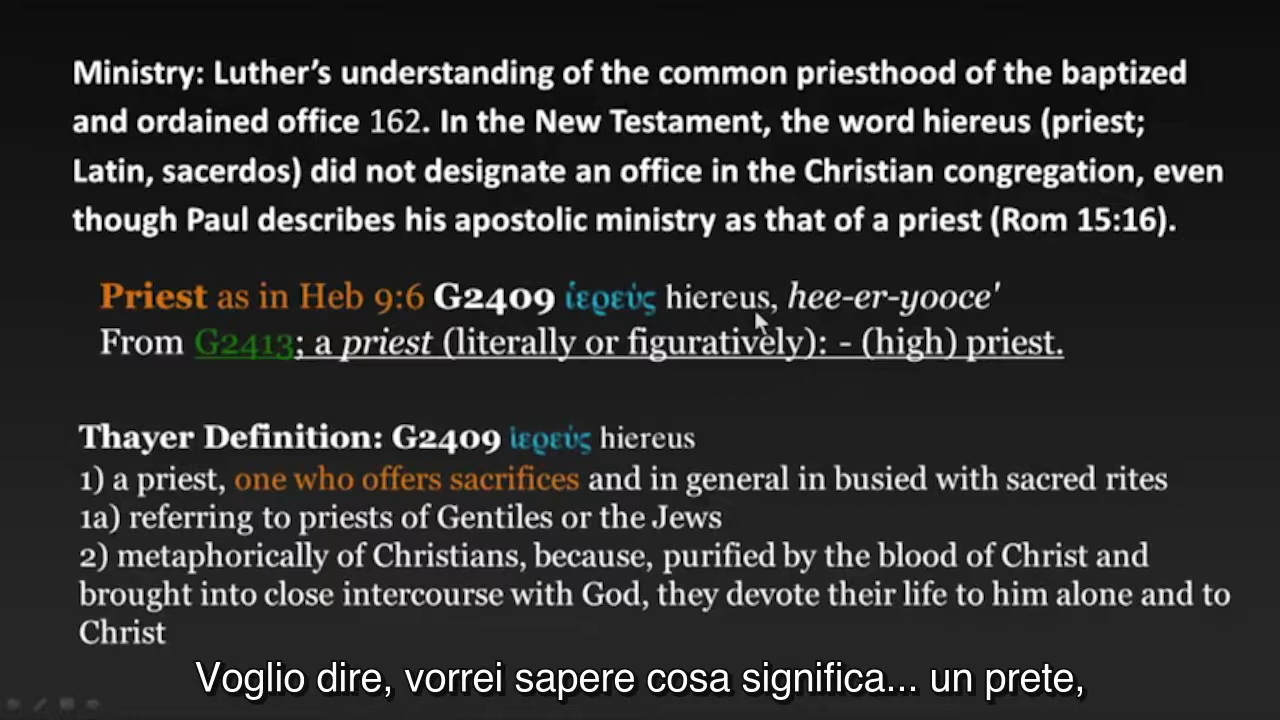 Ministry: Luther's understanding of the common priesthood of the baptized
and ordained office 162. In the New Testament, the word hiereus (priest;
Latin, sacerdos) did not designate an office in the Christian congregation, even
though Paul describes his apostolic ministry as that of a priest (Rom 15:16).
Priest as in Heb 9:6 G2409 ἱερεύς hiereus, hee-er-yooce'
From G2413; a priest (literally or figuratively): - (high) priest.
Thayer Definition: G2409 ἱερεύς hiereus
1) a priest, one who offers sacrifices and in general in busied with sacred rites
1a) referring to priests of Gentiles or the Jews
2) metaphorically of Christians, because, purified by the blood of Christ and
brought into close intercourse with God, they devote their life to him alone and to
Christ
Voglio dire, vorrei sapere cosa significa... un prete,